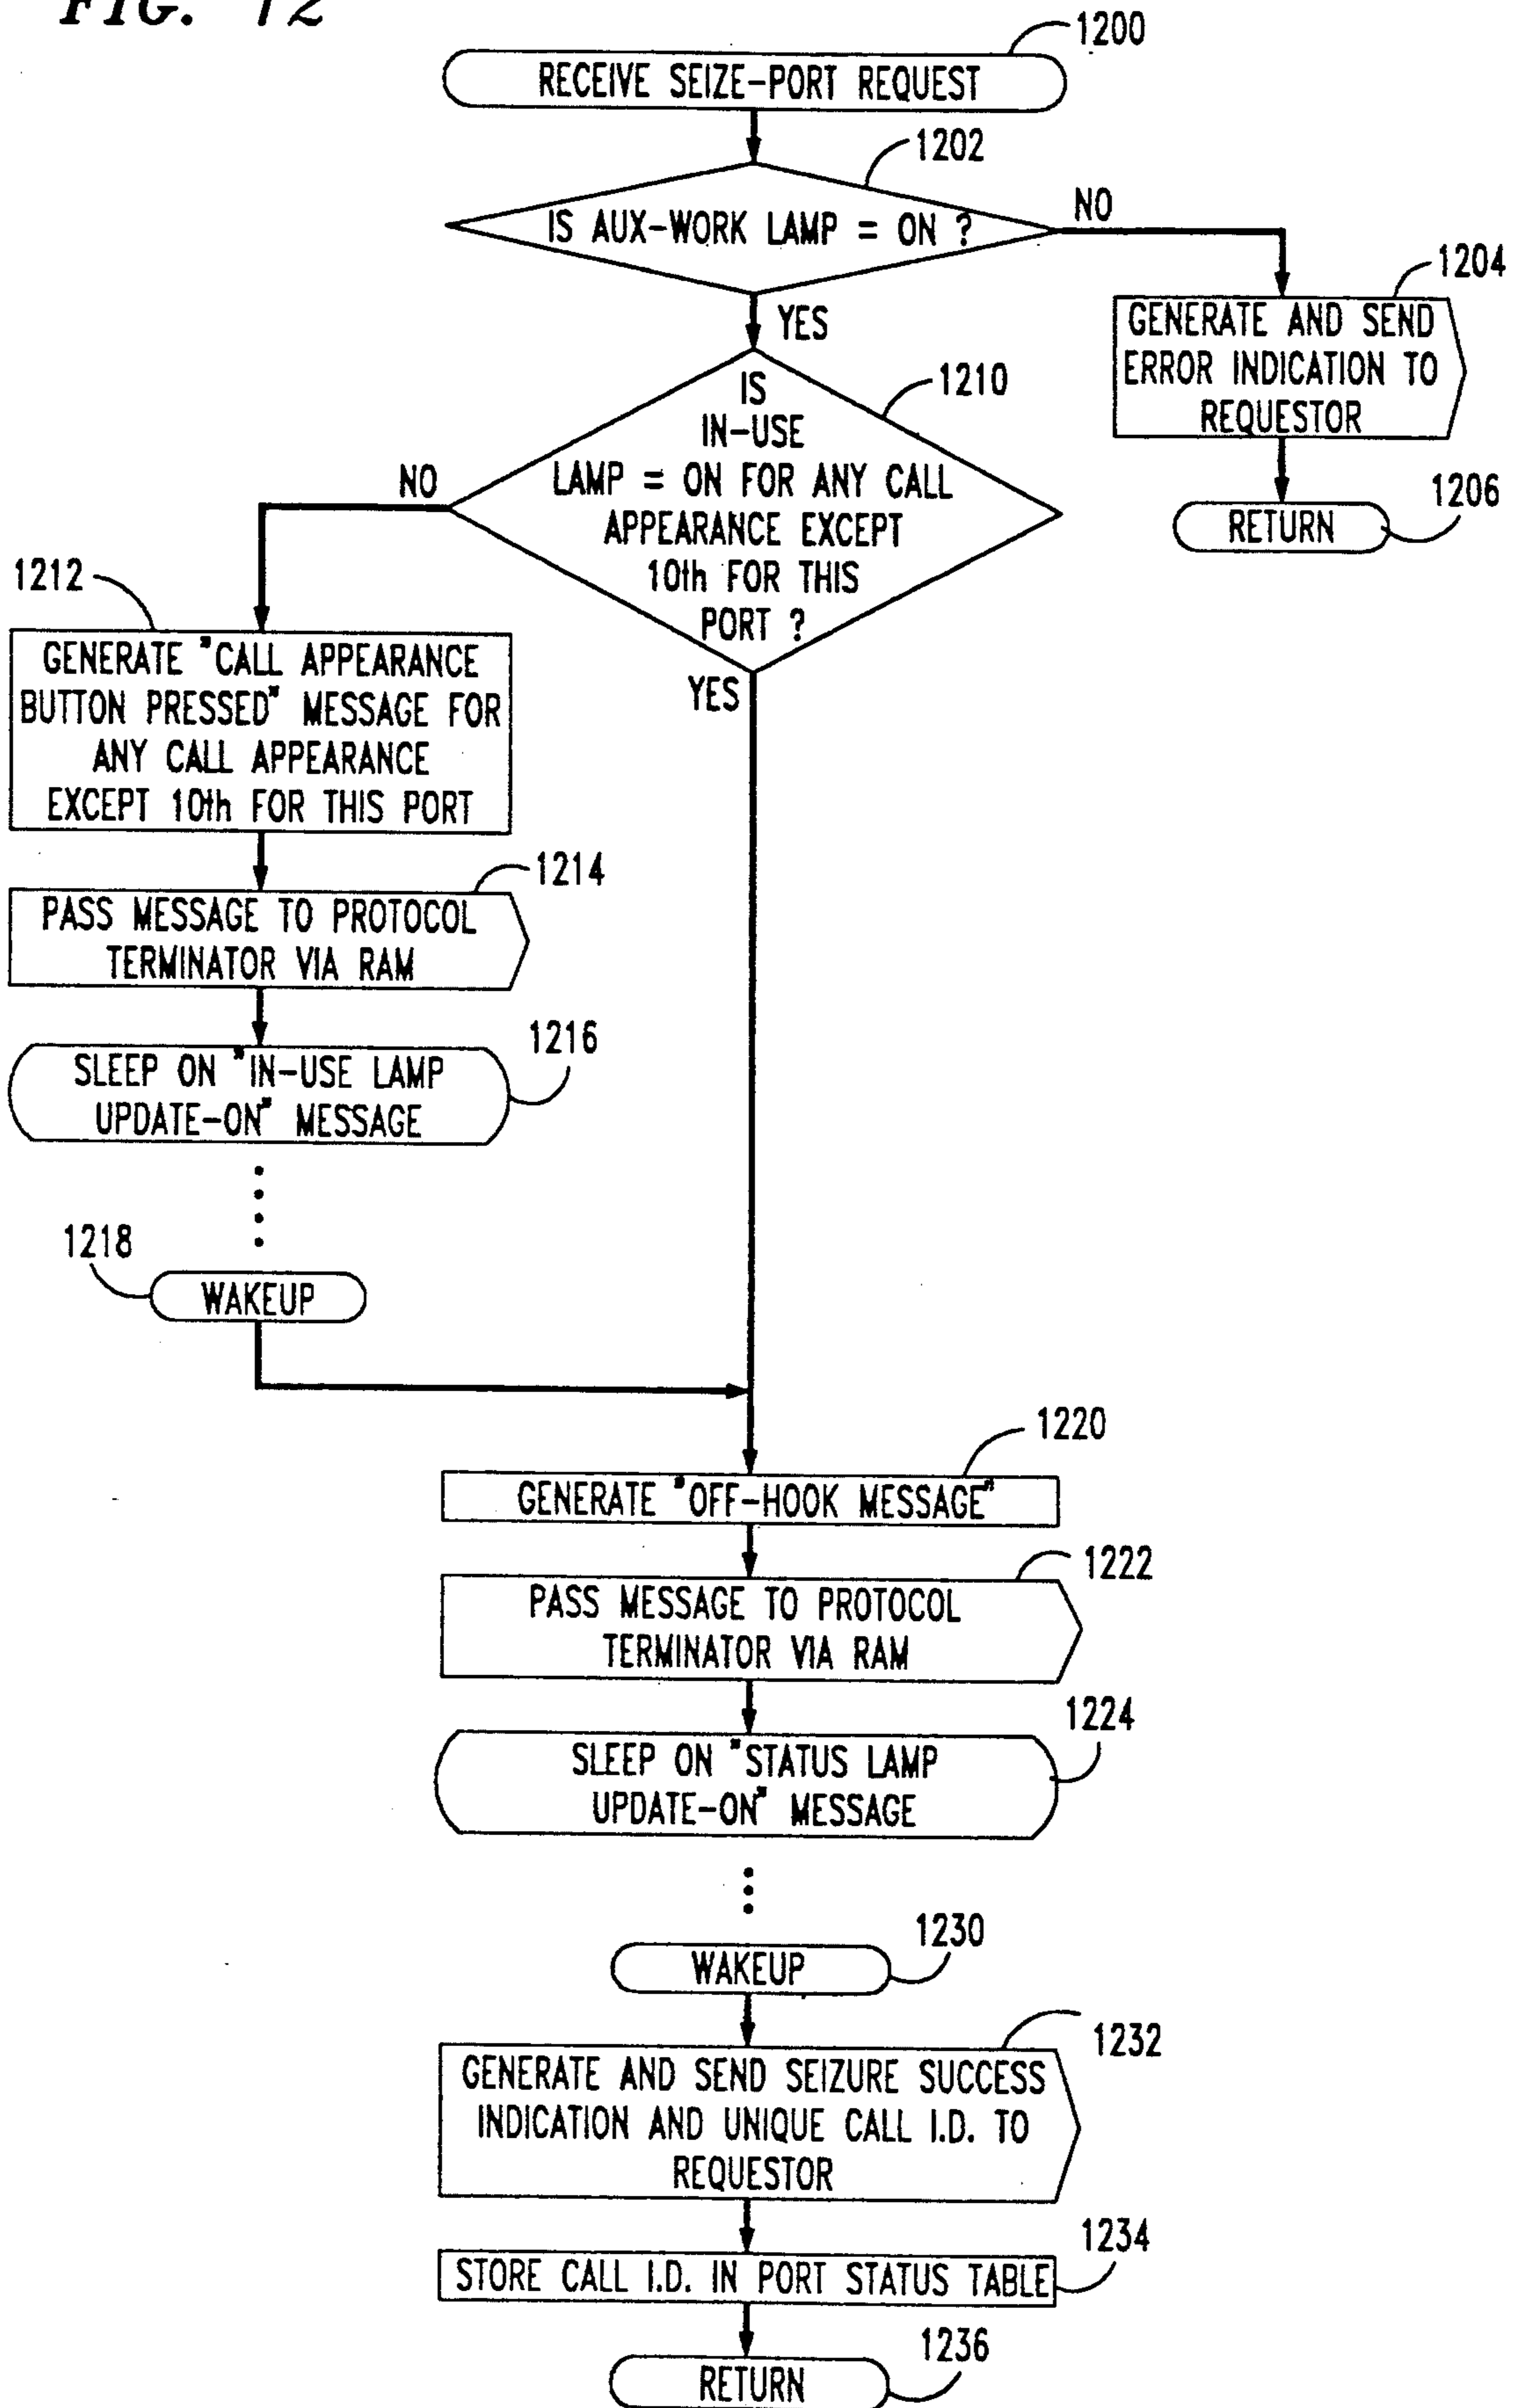 FIG. 12
1200
RECEIVE SEIZE-PORT REQUEST
1202
IS AUX-WORK LAMP = ON ?
NO
YES
1204
GENERATE AND SEND
ERROR INDICATION TO
REQUESTOR
1206
RETURN
1210
IS
IN-USE
LAMP = ON FOR ANY CALL
APPEARANCE EXCEPT
10th FOR THIS
PORT ?
NO
YES
1212
GENERATE "CALL APPEARANCE
BUTTON PRESSED" MESSAGE FOR
ANY CALL APPEARANCE
EXCEPT 10th FOR THIS PORT
1214
PASS MESSAGE TO PROTOCOL
TERMINATOR VIA RAM
1216
SLEEP ON "IN-USE LAMP
UPDATE-ON" MESSAGE
1218
WAKEUP
1220
GENERATE "OFF-HOOK MESSAGE"
1222
PASS MESSAGE TO PROTOCOL
TERMINATOR VIA RAM
1224
SLEEP ON "STATUS LAMP
UPDATE-ON" MESSAGE
1230
WAKEUP
1232
GENERATE AND SEND SEIZURE SUCCESS
INDICATION AND UNIQUE CALL I.D. TO
REQUESTOR
1234
STORE CALL I.D. IN PORT STATUS TABLE
1236
RETURN